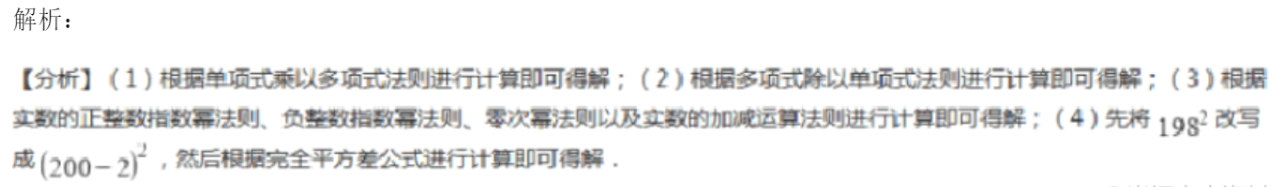 解析：
【分析】（1）根据单项式乘以多项式法则进行计算即可得解；（2）根据多项式除以单项式法则进行计算即可得解；（3）根据
实数的正整数指数幂法则、负整数指数幂法则、零次幂法则以及实数的加减运算法则进行计算即可得解；（4）先将 198² 改写
成 (200－2)²，然后根据完全平方差公式进行计算即可得解．